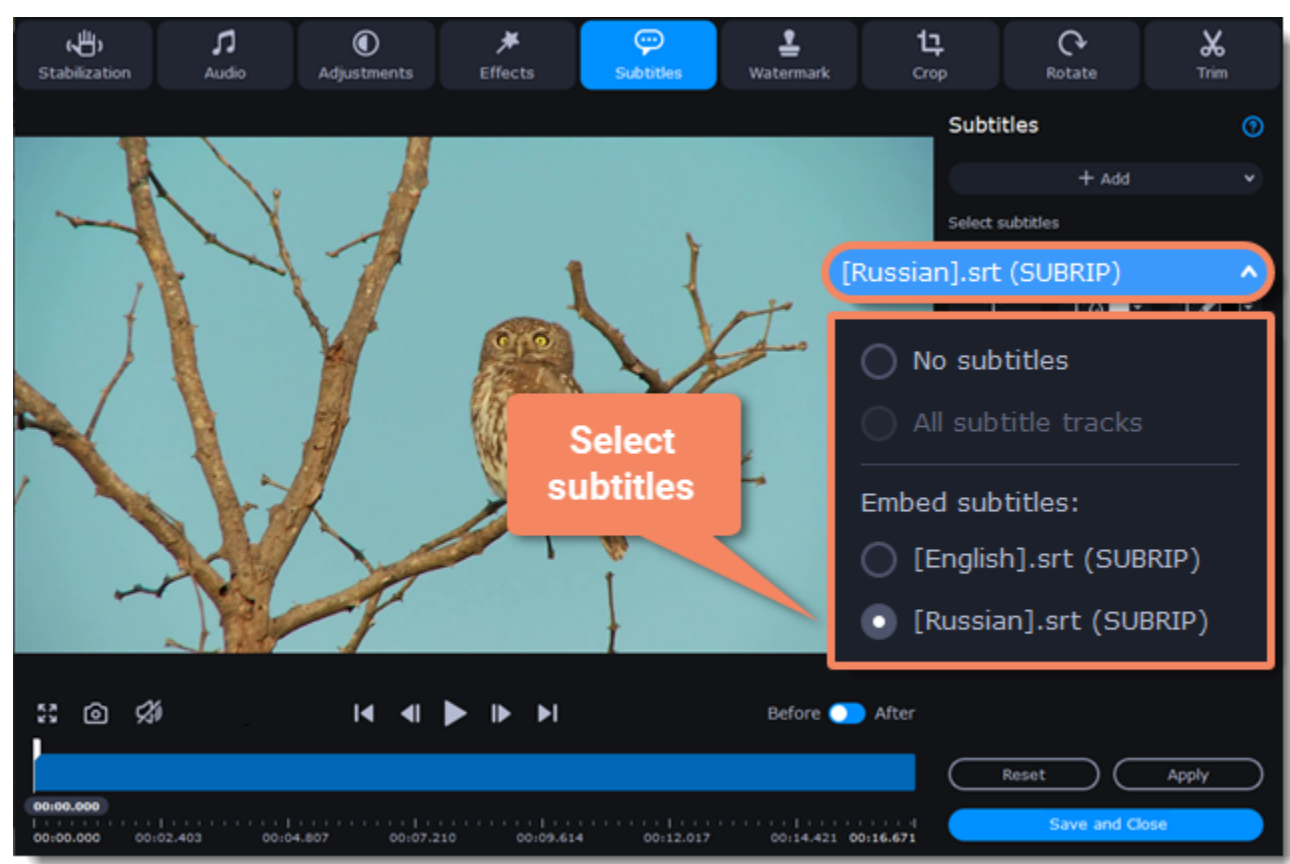 Stabilization
Audio
Adjustments
Effects
Subtitles
Watermark
Crop
Rotate
Trim
Subtitles
+ Add
Select subtitles
[Russian].srt (SUBRIP)
No subtitles
All subtitle tracks
Embed subtitles:
[English].srt (SUBRIP)
[Russian].srt (SUBRIP)
Select
subtitles
Before After
Reset
Apply
00:00.000
00:00.000 00:02.403 00:04.807 00:07.210 00:09.614 00:12.017 00:14.421 00:16.671
Save and Close